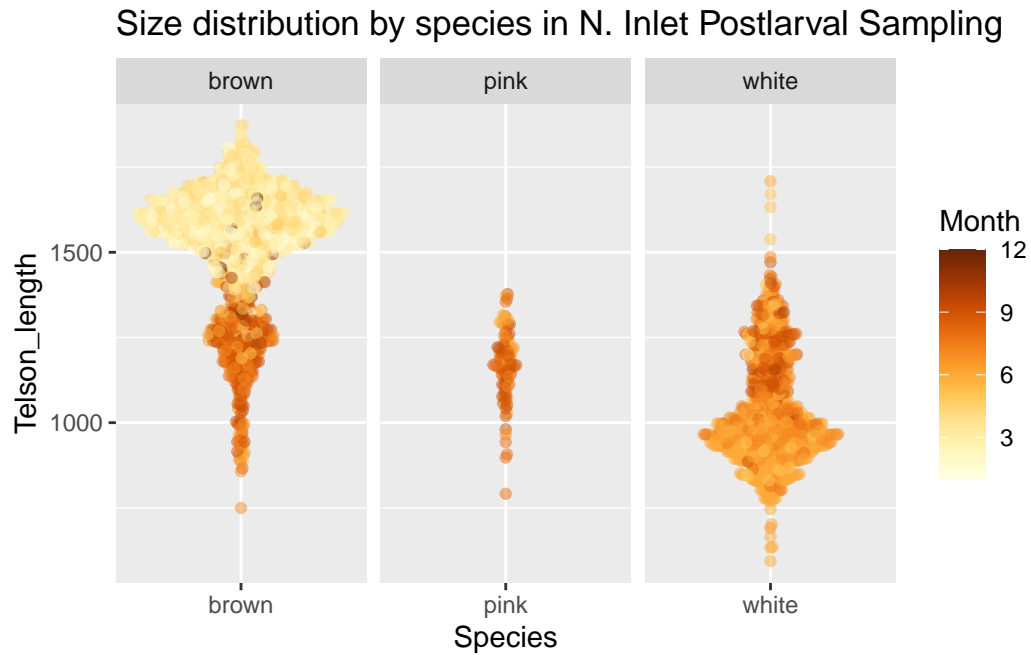 Size distribution by species in N. Inlet Postlarval Sampling
brown
pink
white
Telson_length
1500
1000
brown
pink
white
Species
Month
12
9
6
3